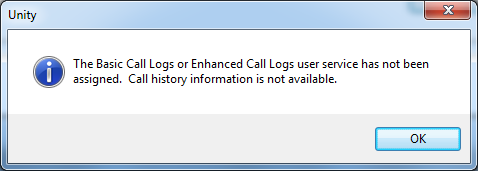 Unity
The Basic Call Logs or Enhanced Call Logs user service has not been
assigned.  Call history information is not available.
OK